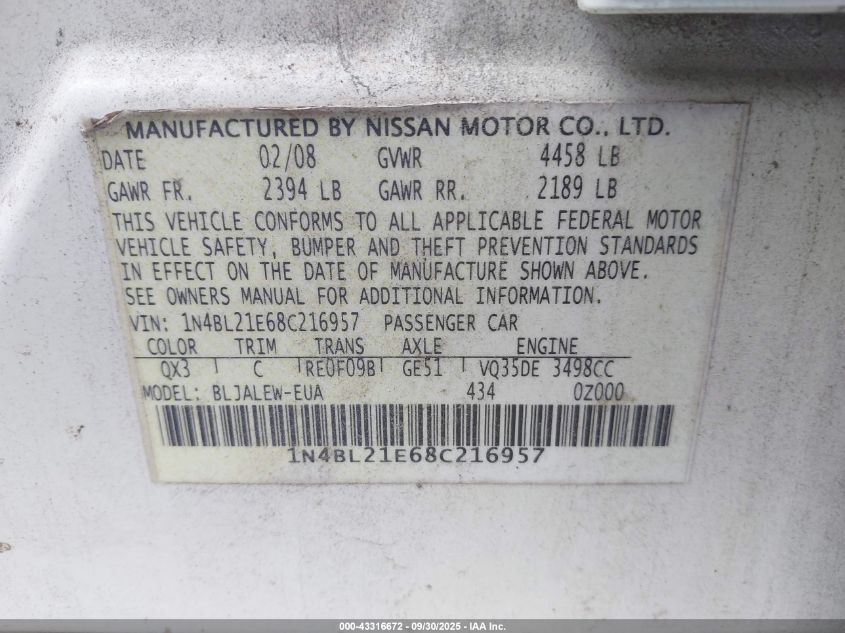 MANUFACTURED BY NISSAN MOTOR CO., LTD.
DATE 02/08 GVWR 4458 LB
GAWR FR. 2394 LB GAWR RR. 2189 LB
THIS VEHICLE CONFORMS TO ALL APPLICABLE FEDERAL MOTOR
VEHICLE SAFETY, BUMPER AND THEFT PREVENTION STANDARDS
IN EFFECT ON THE DATE OF MANUFACTURE SHOWN ABOVE.
SEE OWNERS MANUAL FOR ADDITIONAL INFORMATION.
VIN: 1N4BL21E68C216957 PASSENGER CAR
COLOR TRIM TRANS AXLE ENGINE
QX3 C RE0F09B GE51 VQ35DE 3498CC
MODEL: BLJALEW-EUA 434 0Z000
1N4BL21E68C216957
000-43316672 - 09/30/2025 - IAA Inc.